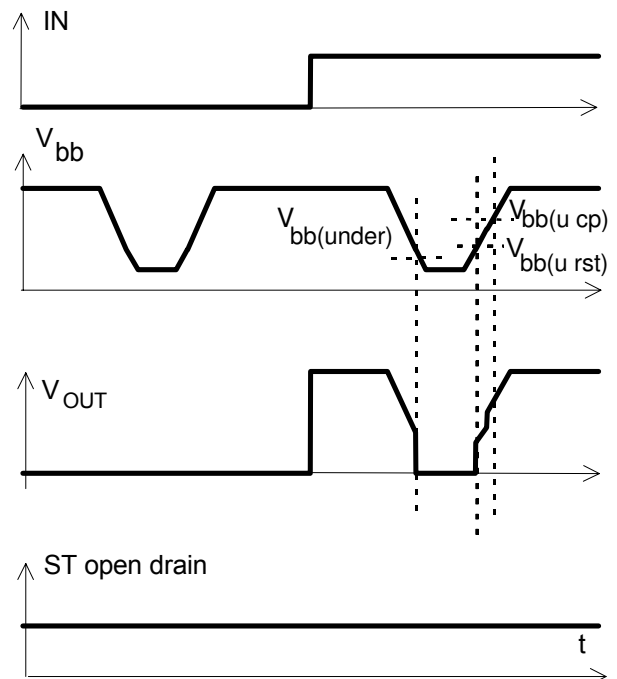 IN
V bb
V bb(under)
V bb(u cp)
V bb(u rst)
V OUT
ST open drain
t